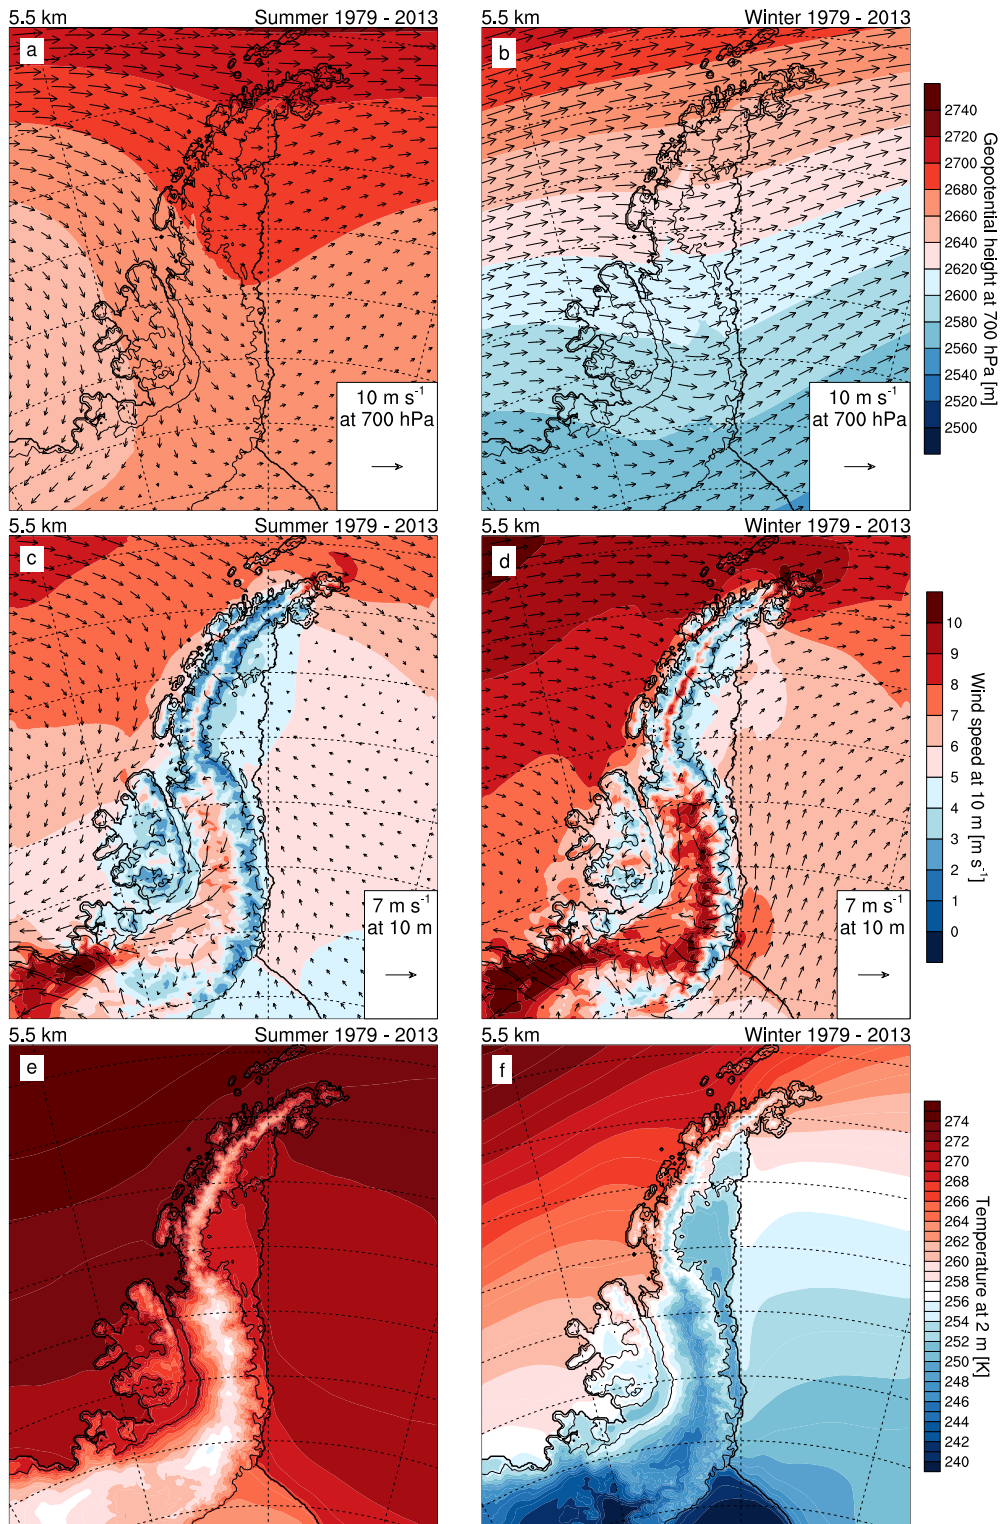 5.5 km Summer 1979 - 2013
5.5 km Winter 1979 - 2013
a
b
10 m s⁻¹
at 700 hPa
10 m s⁻¹
at 700 hPa
2740
2720
2700
2680
2660
2640
2620
2600
2580
2560
2540
2520
2500
Geopotential height at 700 hPa [m]
5.5 km Summer 1979 - 2013
5.5 km Winter 1979 - 2013
c
d
7 m s⁻¹
at 10 m
7 m s⁻¹
at 10 m
10
9
8
7
6
5
4
3
2
1
0
Wind speed at 10 m [m s⁻¹]
5.5 km Summer 1979 - 2013
5.5 km Winter 1979 - 2013
e
f
274
272
270
268
266
264
262
260
258
256
254
252
250
248
246
244
242
240
Temperature at 2 m [K]